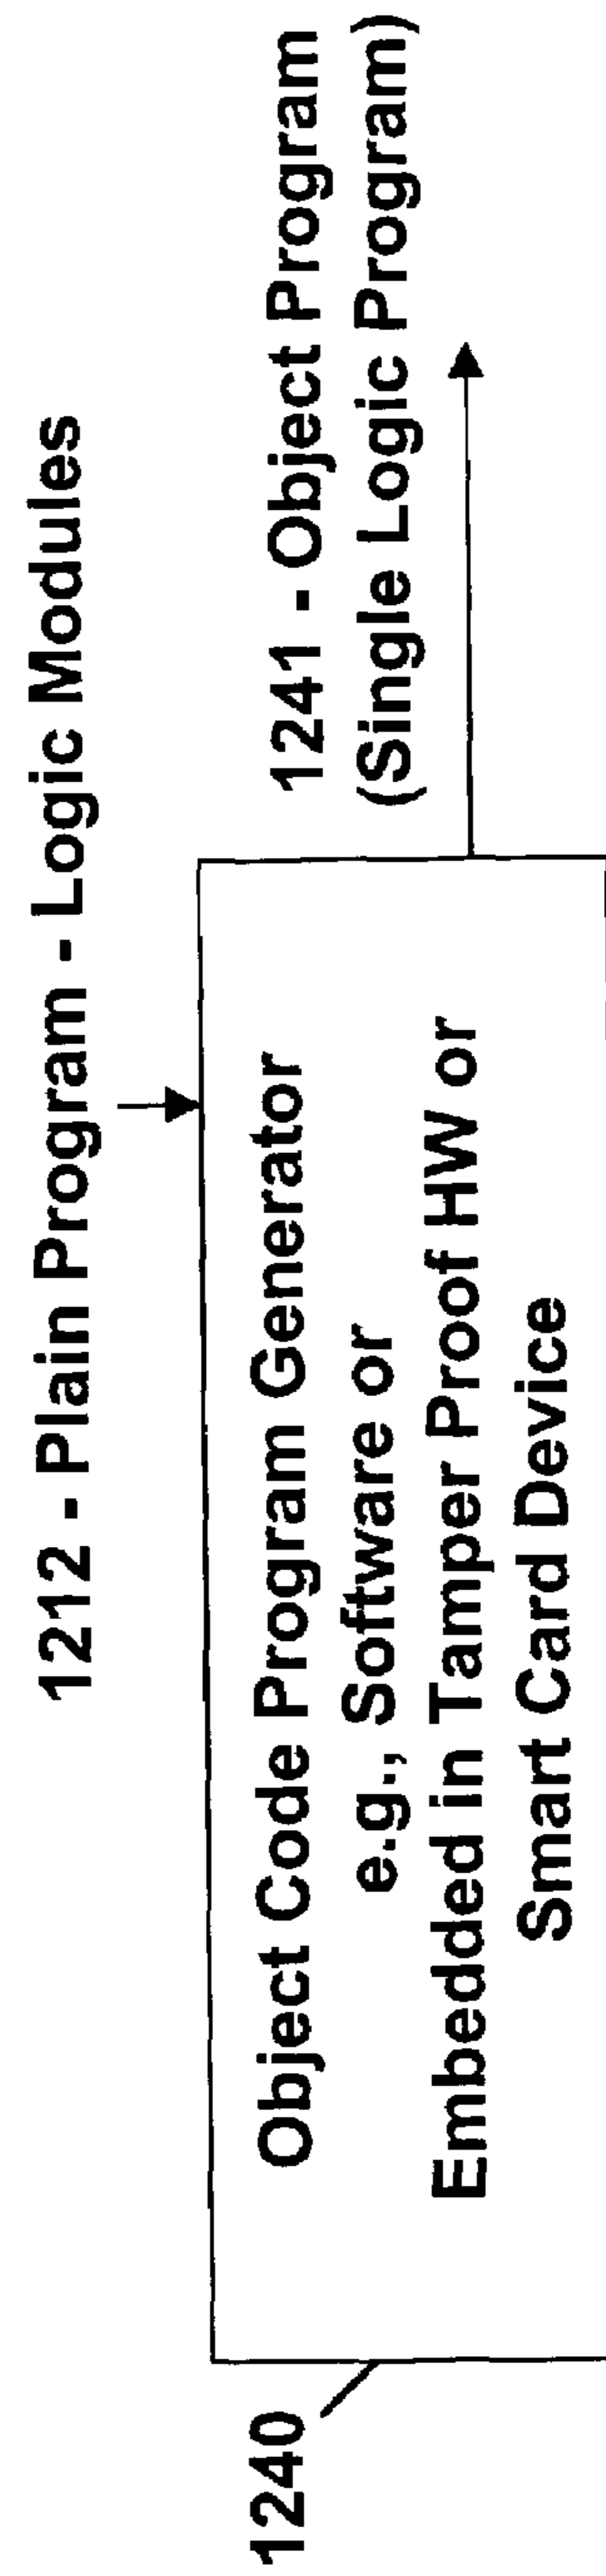 1212 - Plain Program - Logic Modules
1241 - Object Program
(Single Logic Program)
Object Code Program Generator
e.g., Software or
Embedded in Tamper Proof HW or
Smart Card Device
1240